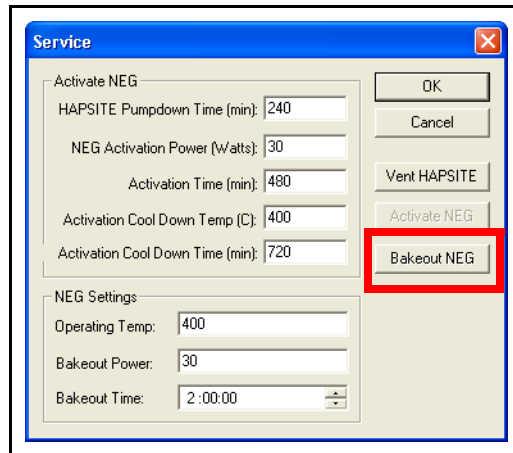 Service
Activate NEG
HAPSITE Pumpdown Time (min): 240
NEG Activation Power (Watts): 30
Activation Time (min): 480
Activation Cool Down Temp (C): 400
Activation Cool Down Time (min): 720
OK
Cancel
Vent HAPSITE
Activate NEG
Bakeout NEG
NEG Settings
Operating Temp: 400
Bakeout Power: 30
Bakeout Time: 2 :00:00